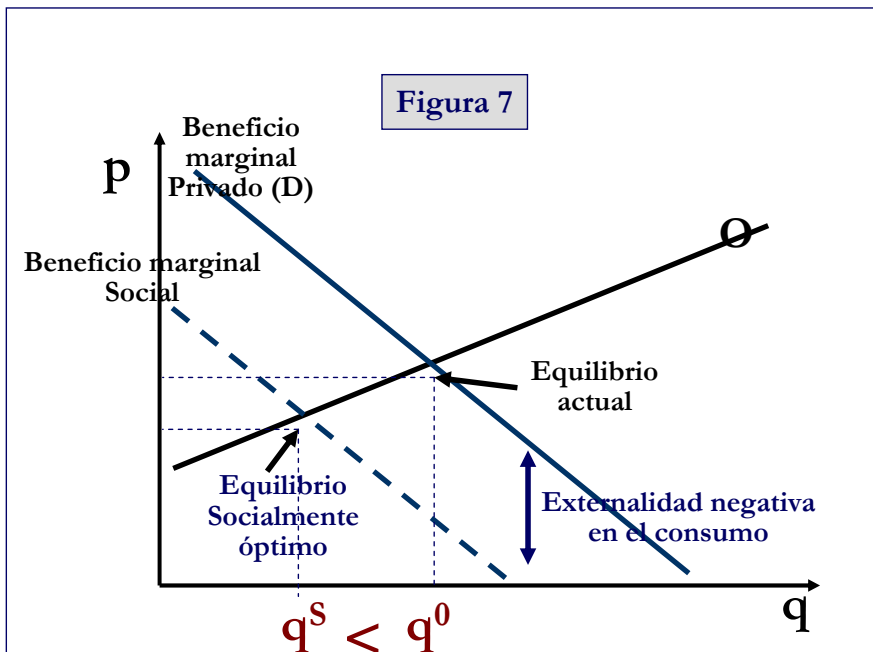 Figura 7
Beneficio
marginal
Privado (D)
p
O
Beneficio marginal
Social
Equilibrio
actual
Equilibrio
Socialmente
óptimo
Externalidad negativa
en el consumo
q
qˢ < q⁰